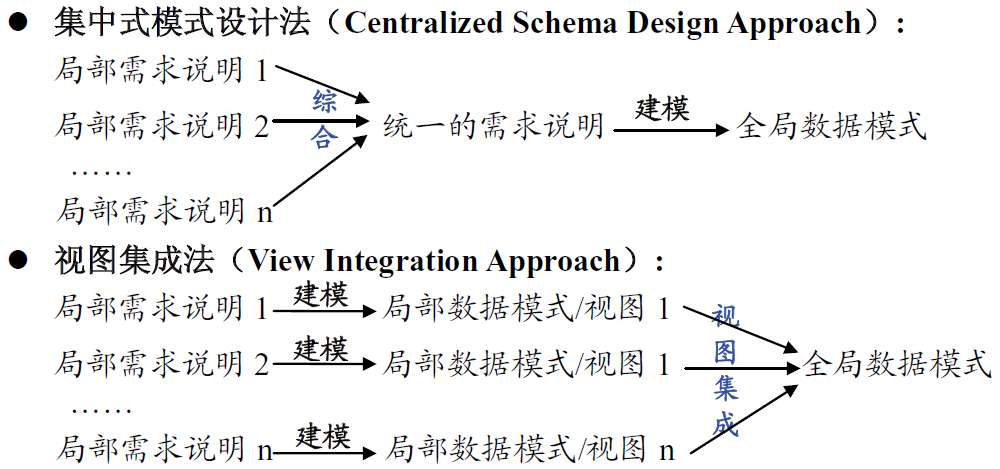 ● 集中式模式设计法（Centralized Schema Design Approach）:
局部需求说明 1
局部需求说明 2 综合 统一的需求说明 建模 全局数据模式
……
局部需求说明 n
● 视图集成法（View Integration Approach）:
局部需求说明 1 建模 局部数据模式/视图 1
局部需求说明 2 建模 局部数据模式/视图 1 视图集成 全局数据模式
……
局部需求说明 n 建模 局部数据模式/视图 n